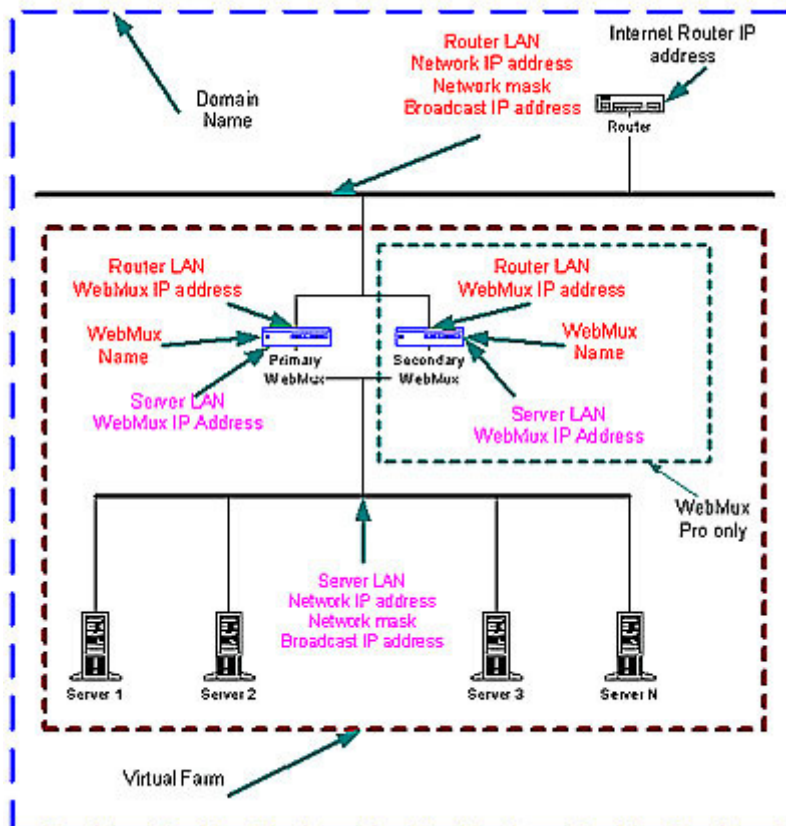 Router LAN
Network IP address
Network mask
Broadcast IP address
Internet Router IP
address
Domain
Name
Router
Router LAN
WebMux IP address
Router LAN
WebMux IP address
WebMux
Name
WebMux
Name
Primary
WebMux
Secondary
WebMux
Server LAN
WebMux IP Address
Server LAN
WebMux IP Address
WebMux
Pro only
Server LAN
Network IP address
Network mask
Broadcast IP address
Server 1
Server 2
Server 3
Server N
Virtual Farm